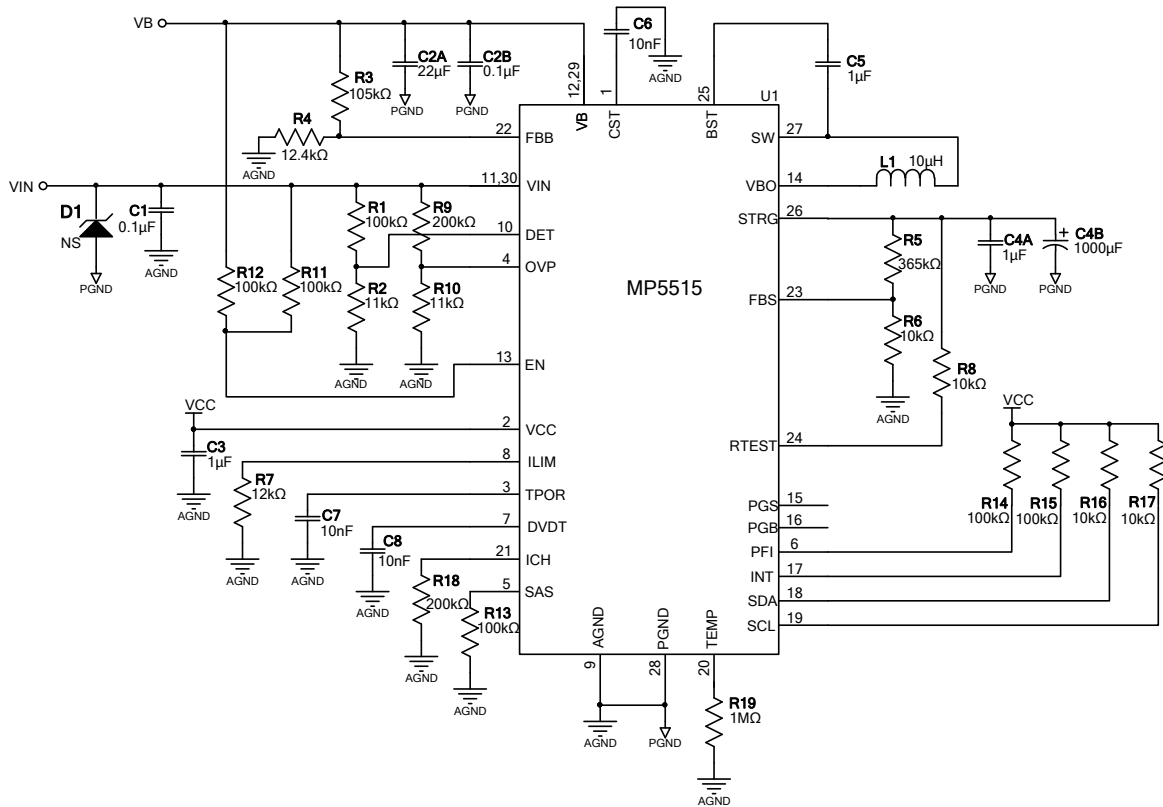 VB
C6
10nF
AGND
C2A
22µF
PGND
C2B
0.1µF
PGND
C5
1µF
R3
105kΩ
12,29
VB
1
CST
25
BST
U1
R4
12.4kΩ
AGND
22
FBB
SW
27
L1
10µH
VBO
14
VIN
11,30
VIN
D1
NS
PGND
C1
0.1µF
AGND
R1
100kΩ
R9
200kΩ
10
DET
4
OVP
STRG
26
R5
365kΩ
C4A
1µF
PGND
+
C4B
1000µF
PGND
R12
100kΩ
R11
100kΩ
R2
11kΩ
AGND
R10
11kΩ
AGND
MP5515
FBS
23
R6
10kΩ
AGND
R8
10kΩ
13
EN
VCC
2
VCC
C3
1µF
AGND
8
ILIM
R7
12kΩ
AGND
3
TPOR
C7
10nF
AGND
7
DVDT
C8
10nF
AGND
21
ICH
R18
200kΩ
AGND
5
SAS
R13
100kΩ
AGND
RTEST
24
VCC
R14
100kΩ
R15
100kΩ
R16
10kΩ
R17
10kΩ
PGS
15
PGB
16
PFI
6
INT
17
SDA
18
SCL
19
AGND
9
PGND
28
TEMP
20
AGND
PGND
R19
1MΩ
AGND